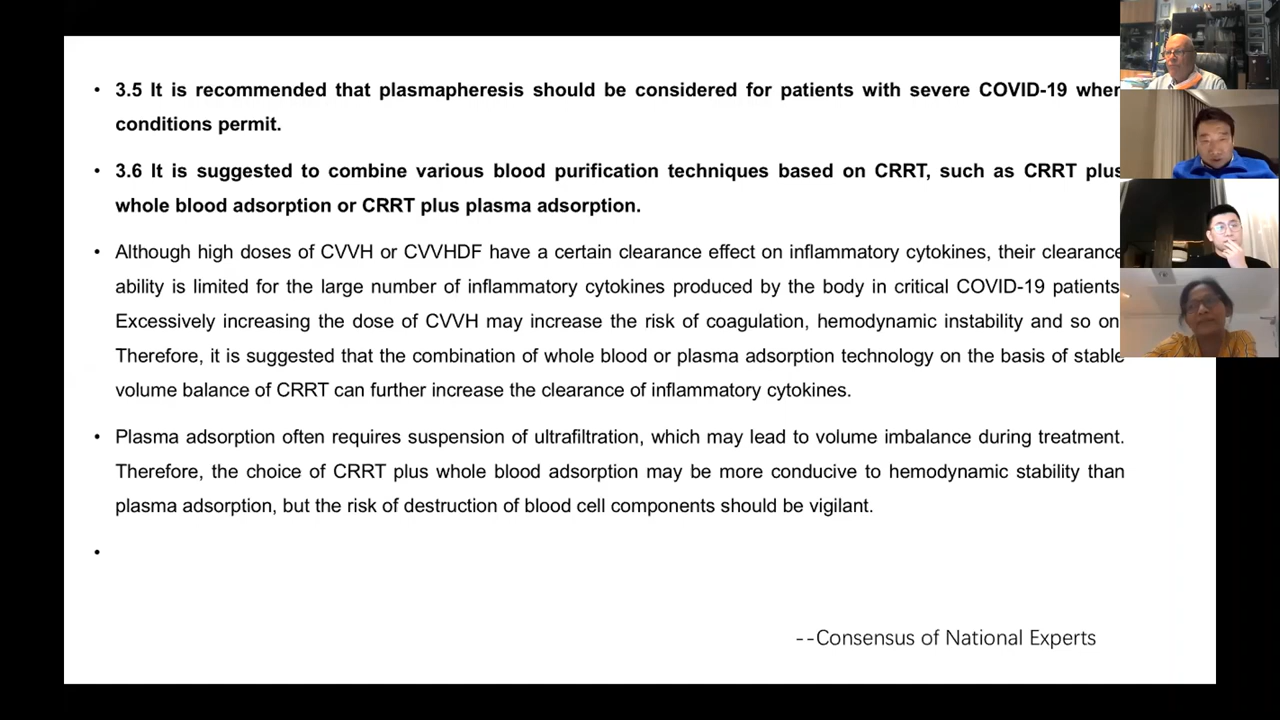 • 3.5 It is recommended that plasmapheresis should be considered for patients with severe COVID-19 when
conditions permit.
• 3.6 It is suggested to combine various blood purification techniques based on CRRT, such as CRRT plus
whole blood adsorption or CRRT plus plasma adsorption.
• Although high doses of CVVH or CVVHDF have a certain clearance effect on inflammatory cytokines, their clearance
ability is limited for the large number of inflammatory cytokines produced by the body in critical COVID-19 patients.
Excessively increasing the dose of CVVH may increase the risk of coagulation, hemodynamic instability and so on.
Therefore, it is suggested that the combination of whole blood or plasma adsorption technology on the basis of stable
volume balance of CRRT can further increase the clearance of inflammatory cytokines.
• Plasma adsorption often requires suspension of ultrafiltration, which may lead to volume imbalance during treatment.
Therefore, the choice of CRRT plus whole blood adsorption may be more conducive to hemodynamic stability than
plasma adsorption, but the risk of destruction of blood cell components should be vigilant.
•
--Consensus of National Experts